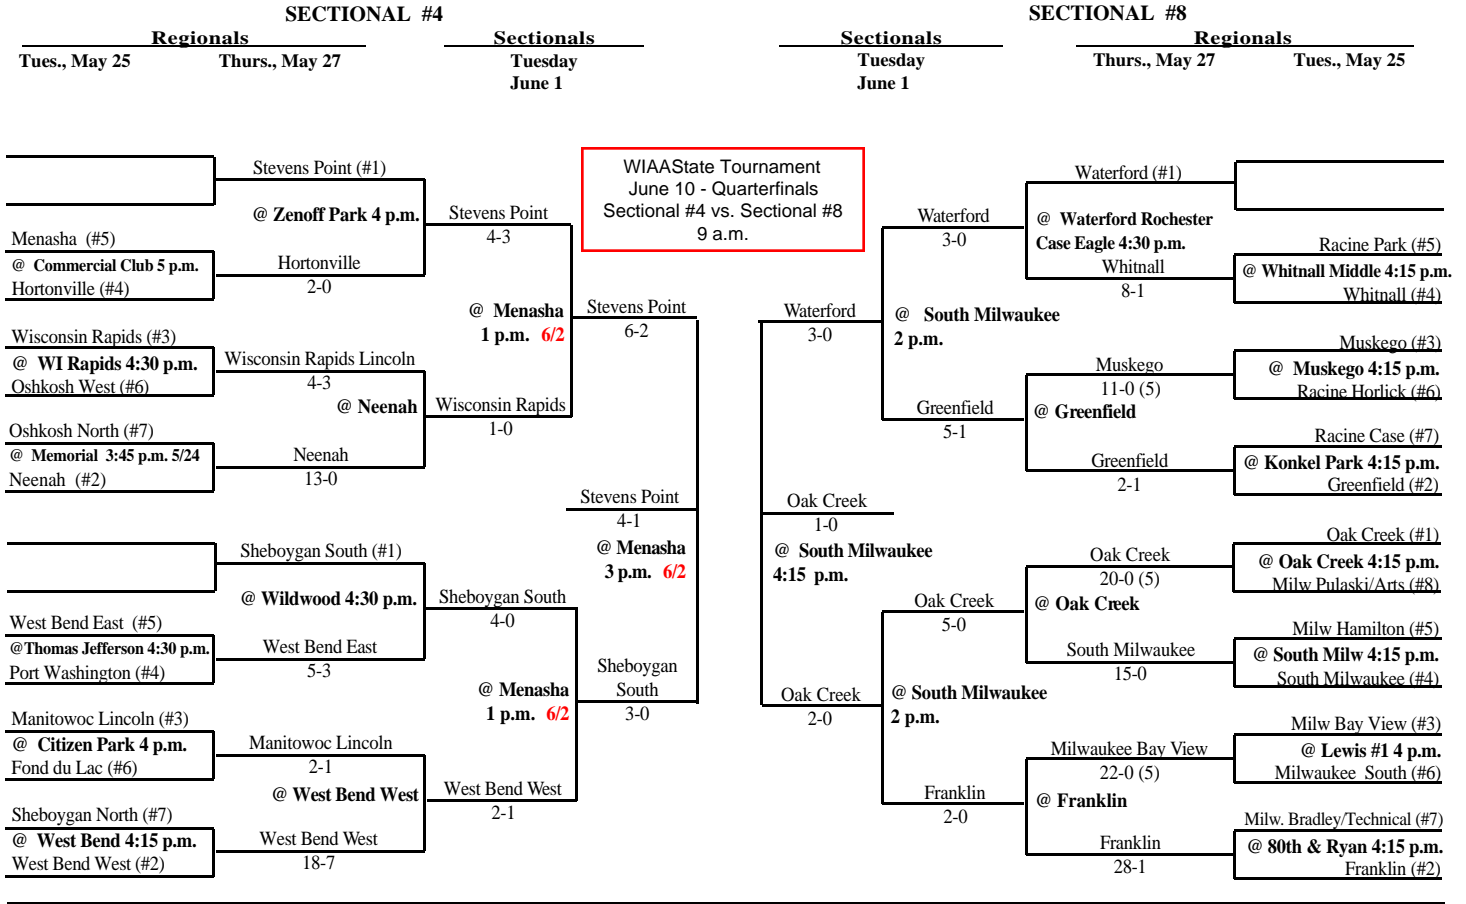 SECTIONAL #4
SECTIONAL #8
Regionals
Sectionals
Sectionals
Regionals
Tues., May 25
Thurs., May 27
Tuesday
June 1
Tuesday
June 1
Thurs., May 27
Tues., May 25
WIAAState Tournament
June 10 - Quarterfinals
Sectional #4 vs. Sectional #8
9 a.m.
Stevens Point (#1)
@ Zenoff Park 4 p.m.
Menasha (#5)
@ Commercial Club 5 p.m.
Hortonville (#4)
Hortonville
2-0
Stevens Point
4-3
Wisconsin Rapids (#3)
@ WI Rapids 4:30 p.m.
Oshkosh West (#6)
Wisconsin Rapids Lincoln
4-3
@ Neenah
Oshkosh North (#7)
@ Memorial 3:45 p.m. 5/24
Neenah (#2)
Neenah
13-0
Wisconsin Rapids
1-0
@ Menasha
1 p.m. 6/2
Stevens Point
6-2
Stevens Point
4-1
@ Menasha
3 p.m. 6/2
Sheboygan South (#1)
@ Wildwood 4:30 p.m.
West Bend East (#5)
@Thomas Jefferson 4:30 p.m.
Port Washington (#4)
West Bend East
5-3
Sheboygan South
4-0
Manitowoc Lincoln (#3)
@ Citizen Park 4 p.m.
Fond du Lac (#6)
Manitowoc Lincoln
2-1
@ West Bend West
Sheboygan North (#7)
@ West Bend 4:15 p.m.
West Bend West (#2)
West Bend West
18-7
West Bend West
2-1
@ Menasha
1 p.m. 6/2
Sheboygan
South
3-0
Waterford (#1)
@ Waterford Rochester
Case Eagle 4:30 p.m.
Racine Park (#5)
@ Whitnall Middle 4:15 p.m.
Whitnall (#4)
Whitnall
8-1
Waterford
3-0
Muskego (#3)
@ Muskego 4:15 p.m.
Racine Horlick (#6)
Muskego
11-0 (5)
@ Greenfield
Racine Case (#7)
@ Konkel Park 4:15 p.m.
Greenfield (#2)
Greenfield
2-1
Greenfield
5-1
@ South Milwaukee
2 p.m.
Waterford
3-0
Oak Creek
1-0
@ South Milwaukee
4:15 p.m.
Oak Creek (#1)
@ Oak Creek 4:15 p.m.
Milw Pulaski/Arts (#8)
Oak Creek
20-0 (5)
@ Oak Creek
Milw Hamilton (#5)
@ South Milw 4:15 p.m.
South Milwaukee (#4)
South Milwaukee
15-0
Oak Creek
5-0
@ South Milwaukee
2 p.m.
Oak Creek
2-0
Milw Bay View (#3)
@ Lewis #1 4 p.m.
Milwaukee South (#6)
Milwaukee Bay View
22-0 (5)
@ Franklin
Milw. Bradley/Technical (#7)
@ 80th & Ryan 4:15 p.m.
Franklin (#2)
Franklin
28-1
Franklin
2-0